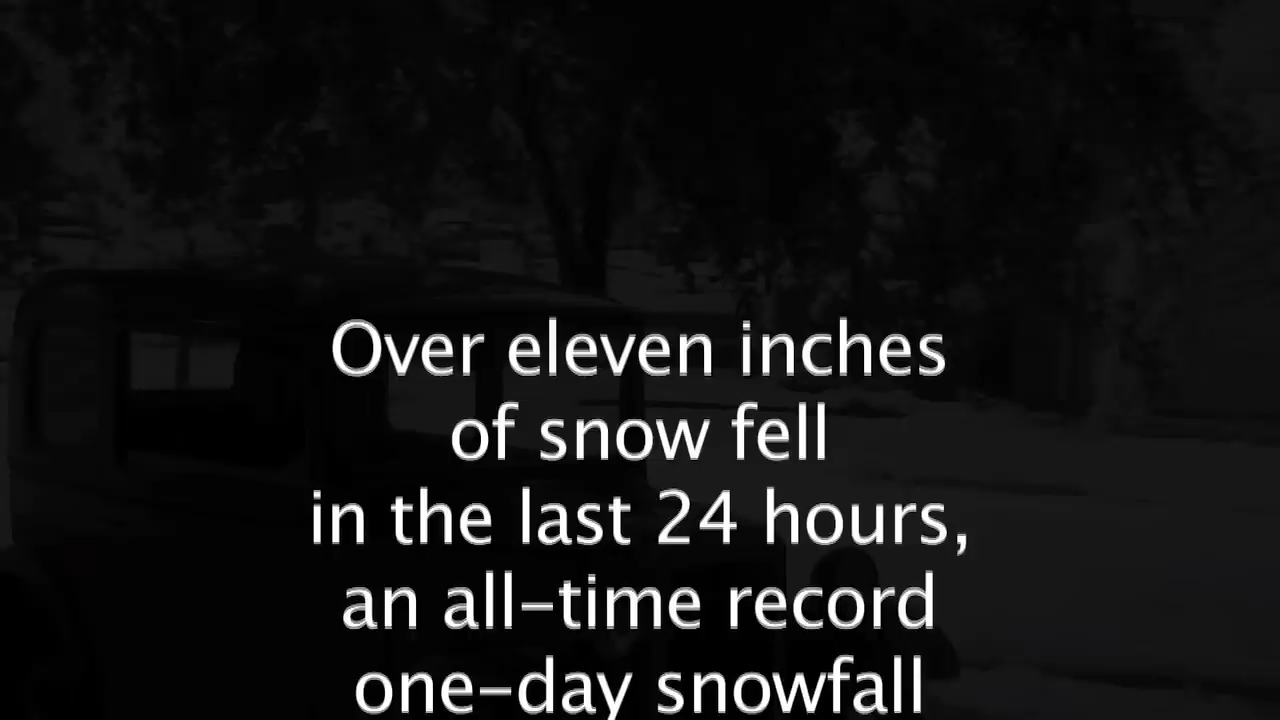 Over eleven inches
of snow fell
in the last 24 hours,
an all-time record
one-day snowfall